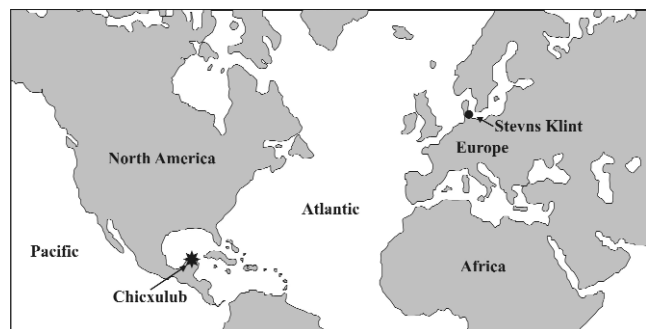 Stevns Klint
Europe
North America
Atlantic
Pacific
Africa
Chicxulub